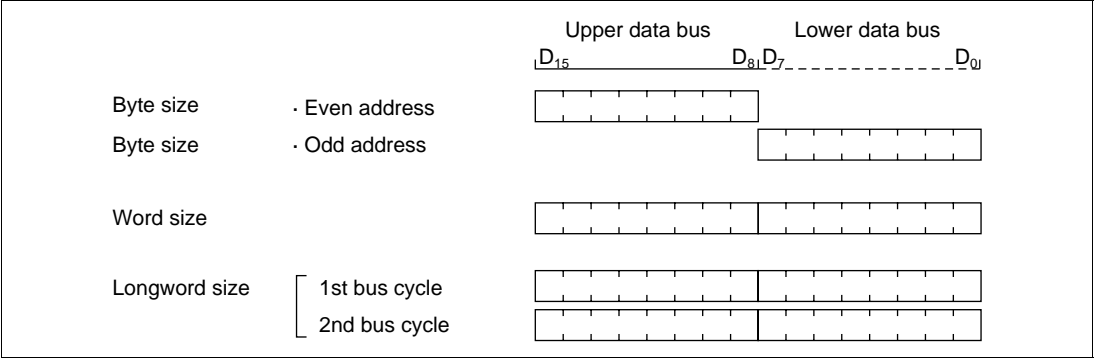 Upper data bus Lower data bus
D15 D8 D7 D0
Byte size · Even address
Byte size · Odd address
Word size
Longword size 1st bus cycle
2nd bus cycle